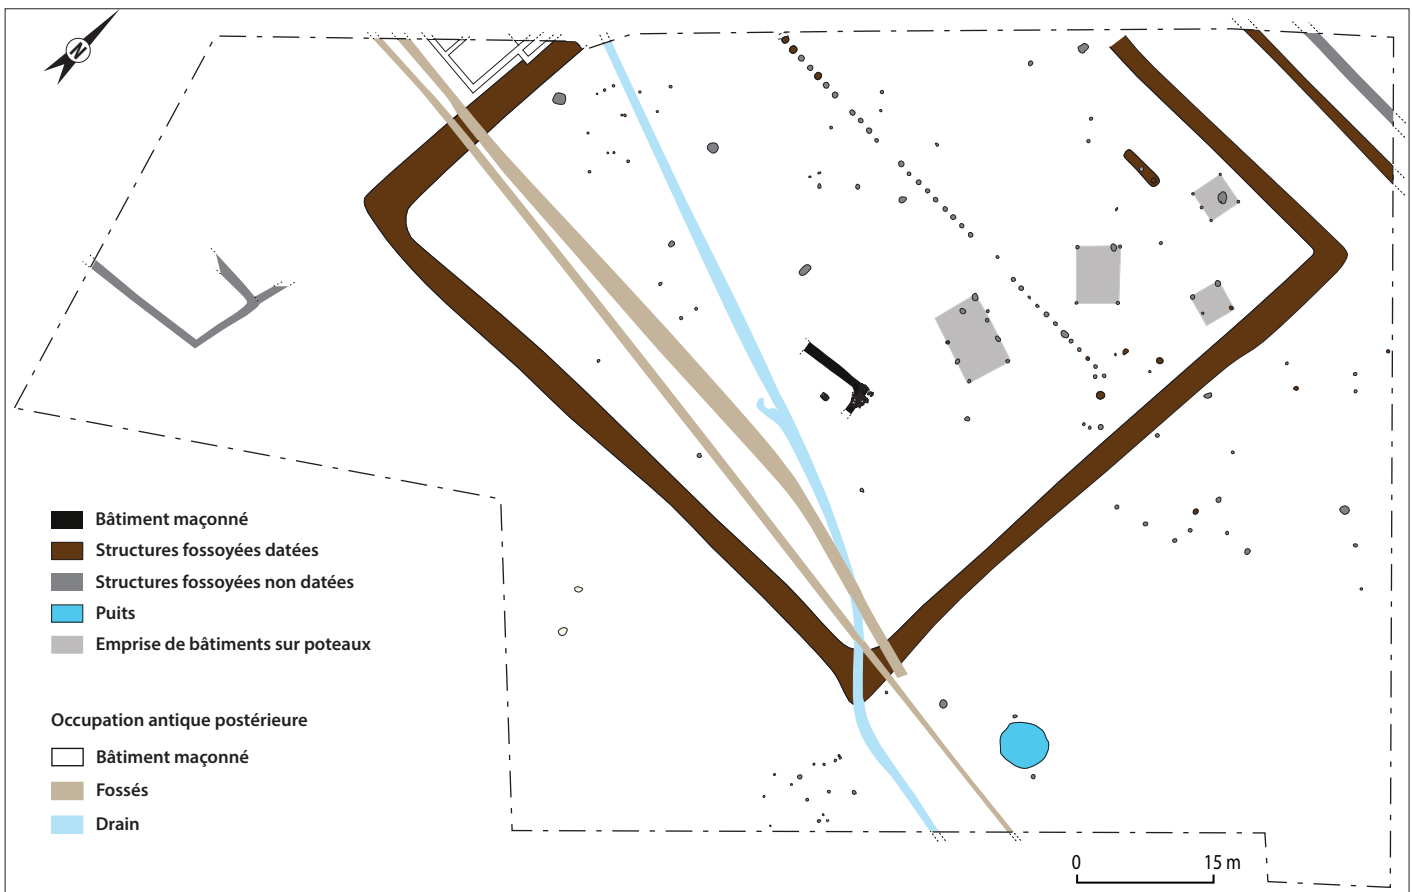 N
Bâtiment maçonné
Structures fossoyées datées
Structures fossoyées non datées
Puits
Emprise de bâtiments sur poteaux
Occupation antique postérieure
Bâtiment maçonné
Fossés
Drain
0 15 m